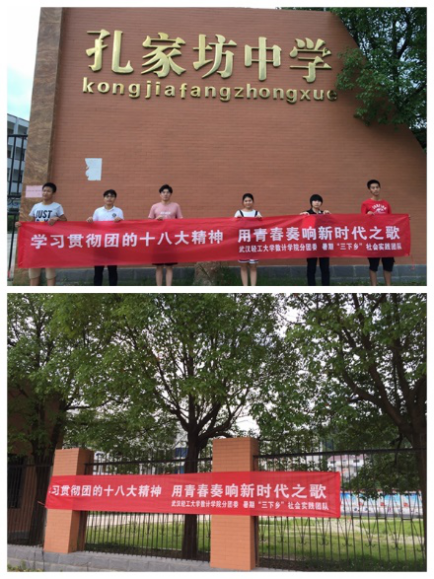 孔家坊中学
kongjiafangzhongxue
学习贯彻团的十八大精神 用青春奏响新时代之歌
武汉轻工大学数计学院分团委 暑期“三下乡”社会实践团队
习贯彻团的十八大精神 用青春奏响新时代之歌
武汉轻工大学数计学院分团委 暑期“三下乡”社会实践团队